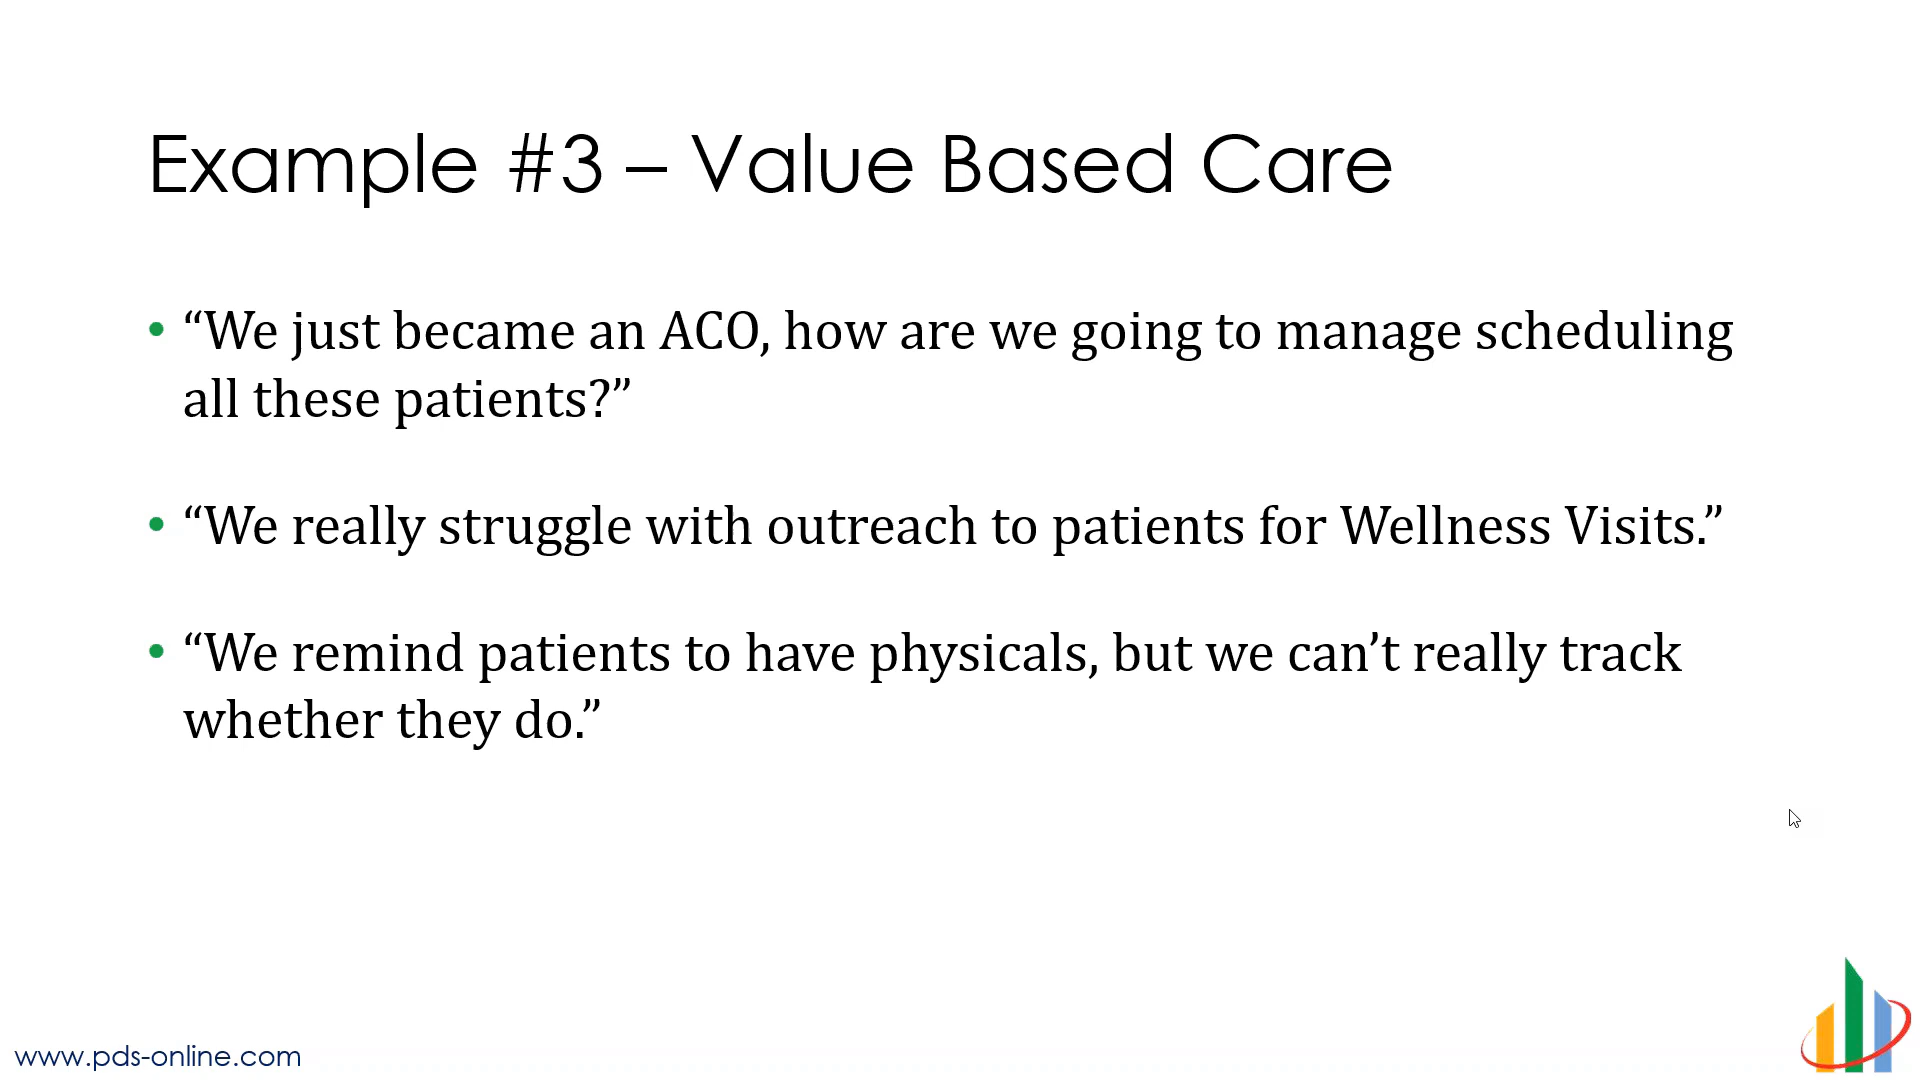 Example #3 – Value Based Care
• “We just became an ACO, how are we going to manage scheduling
all these patients?”
• “We really struggle with outreach to patients for Wellness Visits.”
• “We remind patients to have physicals, but we can’t really track
whether they do.”
www.pds-online.com